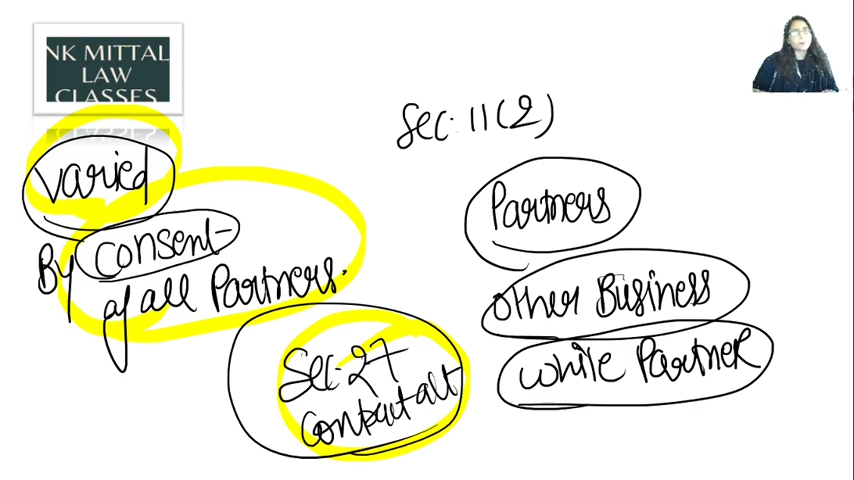 NK MITTAL
LAW
CLASSES
varied
By consent
of all Partners.
Sec. 27
Contract act
Sec. 11(2)
Partners
other Business
while Partner